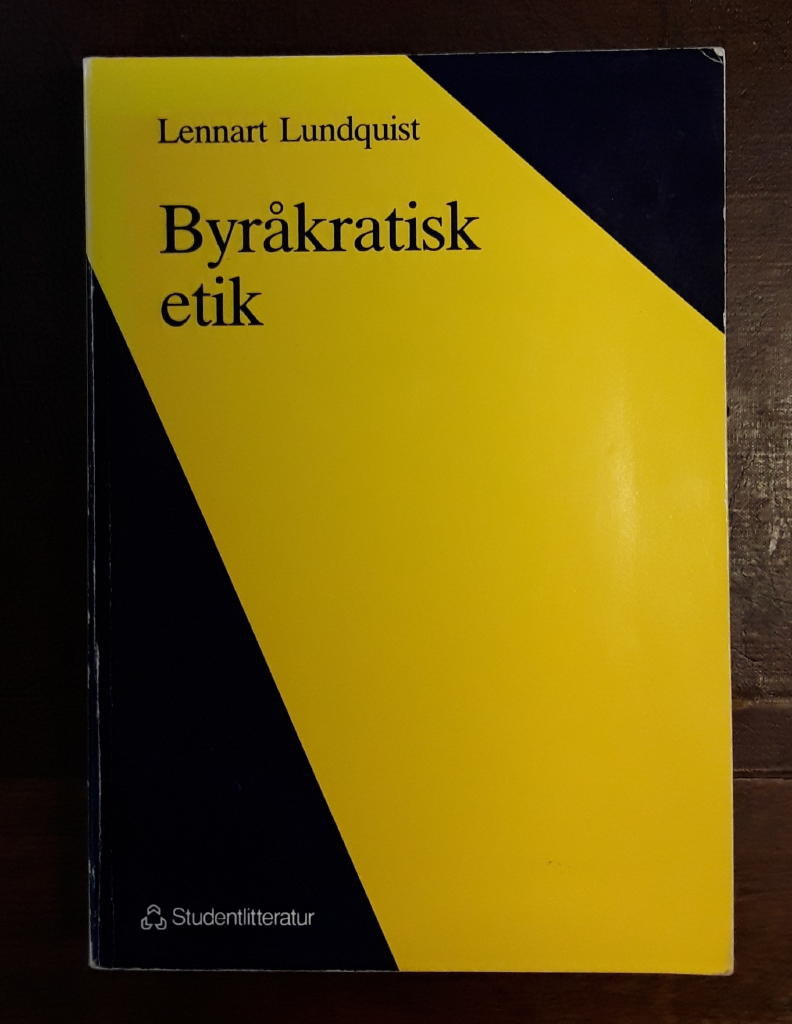 Lennart Lundquist
Byråkratisk
etik
Studentlitteratur